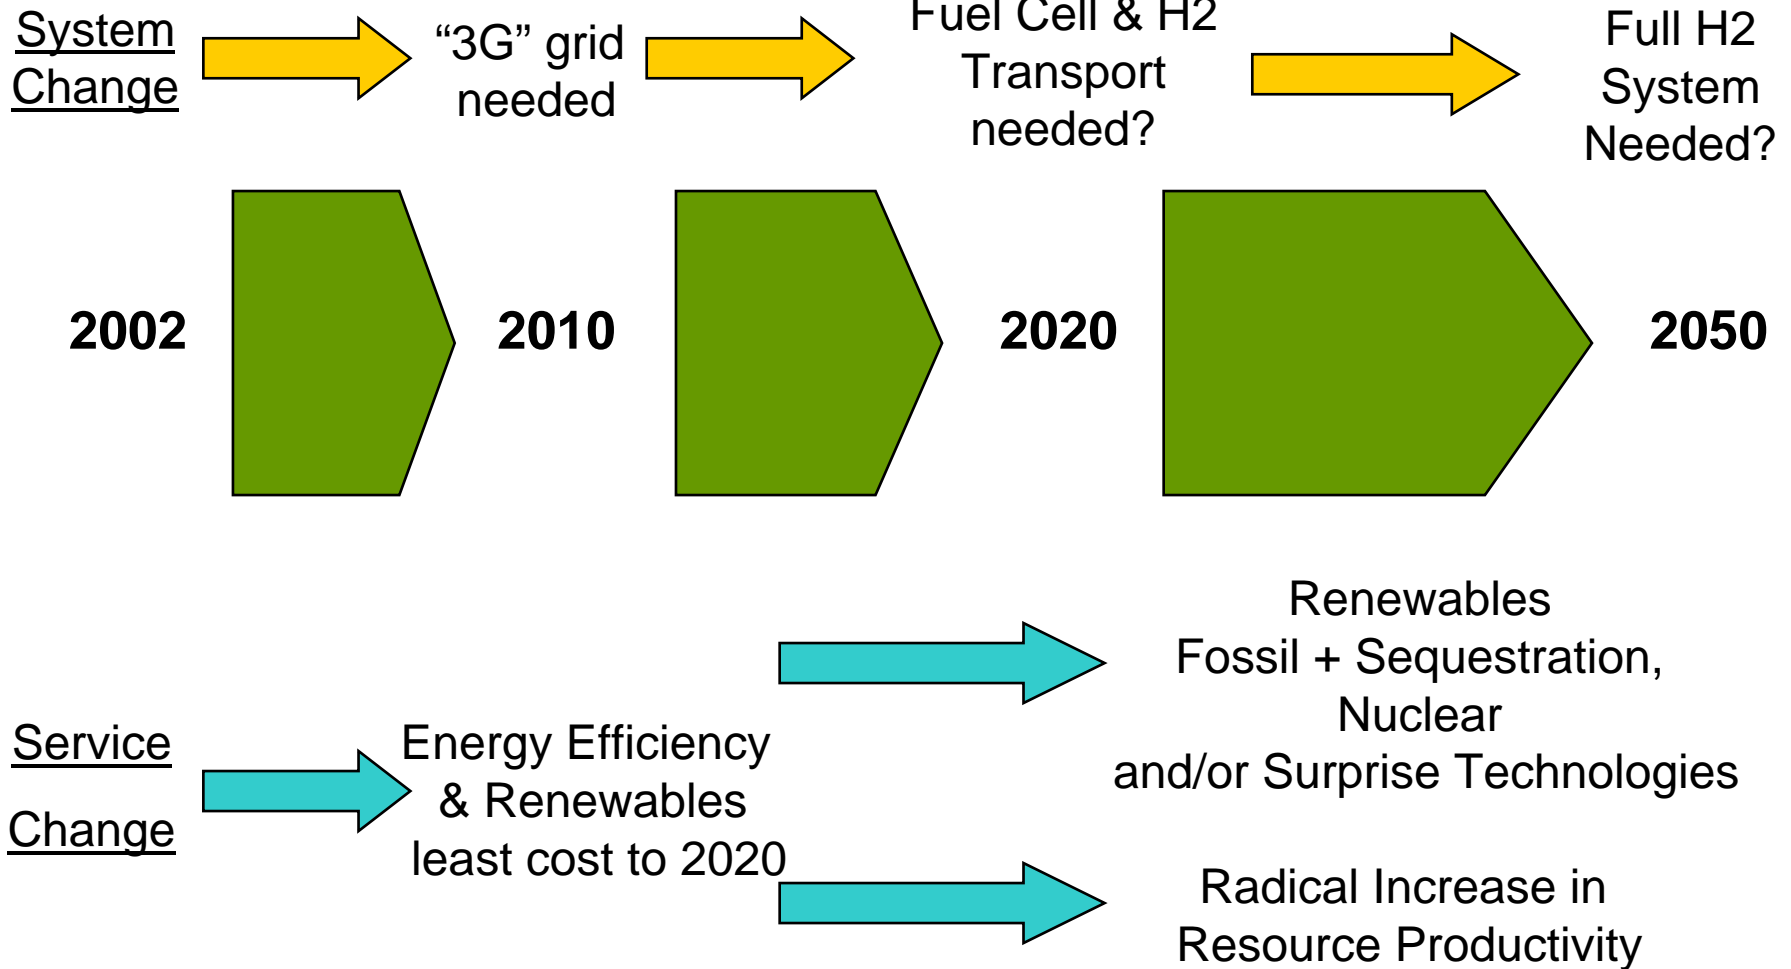 System
Change
“3G” grid
needed
Fuel Cell & H2
Transport
needed?
Full H2
System
Needed?
2002
2010
2020
2050
Service
Change
Energy Efficiency
& Renewables
least cost to 2020
Renewables
Fossil + Sequestration,
Nuclear
and/or Surprise Technologies
Radical Increase in
Resource Productivity